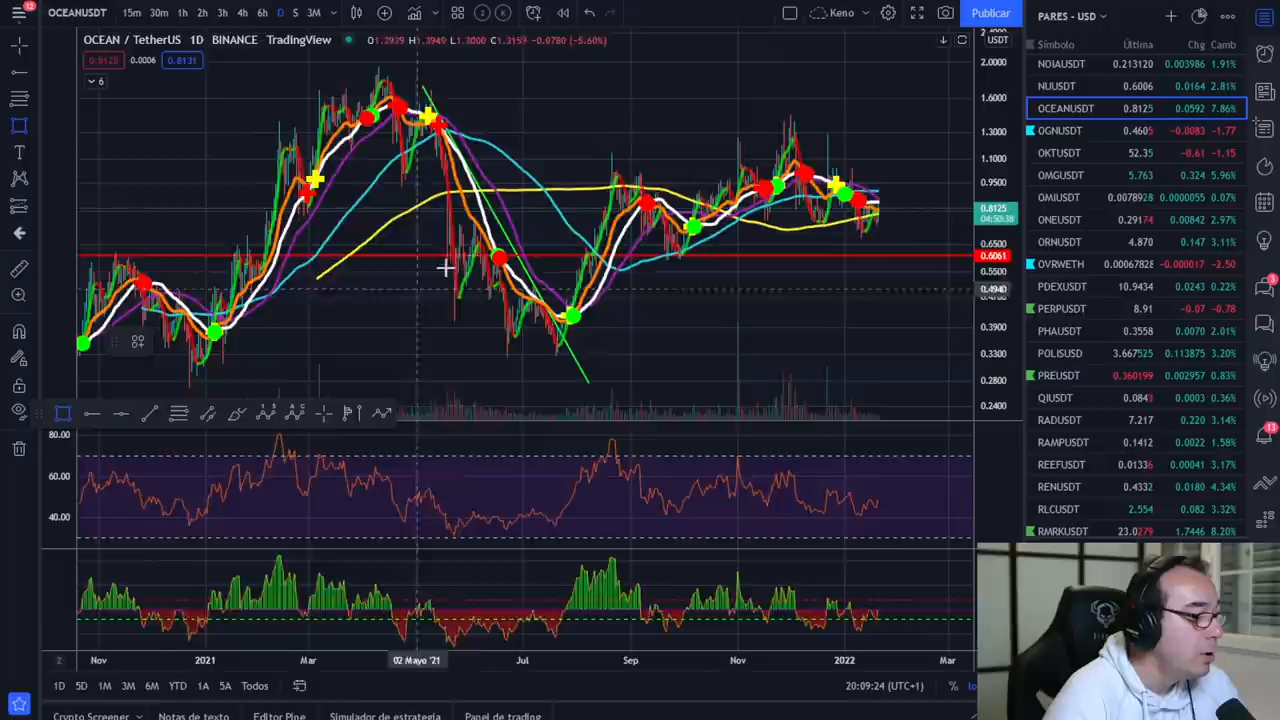 12
OCEANUSDT 15m 30m 1h 2h 3h 4h 6h D S 3M 2 K Keno Publicar
PARES - USD
OCEAN / TetherUS 1D BINANCE TradingView O1.3939 H1.3949 L1.3000 C1.3159 -0.0780 (-5.60%)
USDT
0.8125 0.0006 0.8131
6
2.0000
1.6000
1.3000
1.1000
0.9500
0.8125
04:50:38
0.6500
0.6061
0.5500
0.4940
0.3900
0.3300
0.2800
0.2400
80.00
60.00
40.00
Z Nov 2021 Mar 02 Mayo '21 Jul Sep Nov 2022 Mar
1D 5D 1M 3M 6M YTD 1A 5A Todos 20:09:24 (UTC+1) % lo
Crypto Screener Notas de texto Editor Pine Simulador de estrategia Panel de trading
Símbolo Última Chg Camb
NOIAUSDT 0.213120 0.003986 1.91%
NUUSDT 0.6006 0.0164 2.81%
OCEANUSDT 0.8125 0.0592 7.86%
OGNUSDT 0.4605 -0.0083 -1.77
OKTUSDT 52.35 -0.61 -1.15
OMGUSDT 5.763 0.324 5.96%
OMIUSDT 0.0078928 0.0000055 0.07%
ONEUSDT 0.29174 0.00842 2.97%
ORNUSDT 4.870 0.147 3.11%
OVRWETH 0.00067828 -0.000017 -2.50
PDEXUSDT 10.9434 0.0243 0.22%
PERPUSDT 8.91 -0.07 -0.78
PHAUSDT 0.3558 0.0070 2.01%
POLISUSD 3.667525 0.113875 3.20%
PREUSDT 0.360199 0.002957 0.83%
QIUSDT 0.0843 0.0003 0.36%
RADUSDT 7.217 0.220 3.14%
RAMPUSDT 0.1412 0.0022 1.58%
REEFUSDT 0.01336 0.00041 3.17%
RENUSDT 0.4332 0.0180 4.34%
RLCUSDT 2.554 0.082 3.32%
RMRKUSDT 23.0279 1.7446 8.20%
3
13